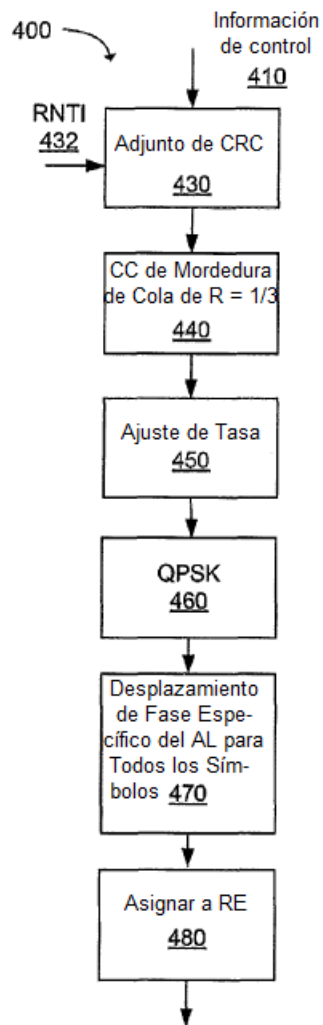 400
Información
de control
410
RNTI
432
Adjunto de CRC
430
CC de Mordedura
de Cola de R = 1/3
440
Ajuste de Tasa
450
QPSK
460
Desplazamiento
de Fase Espe-
cífico del AL para
Todos los Sím-
bolos 470
Asignar a RE
480